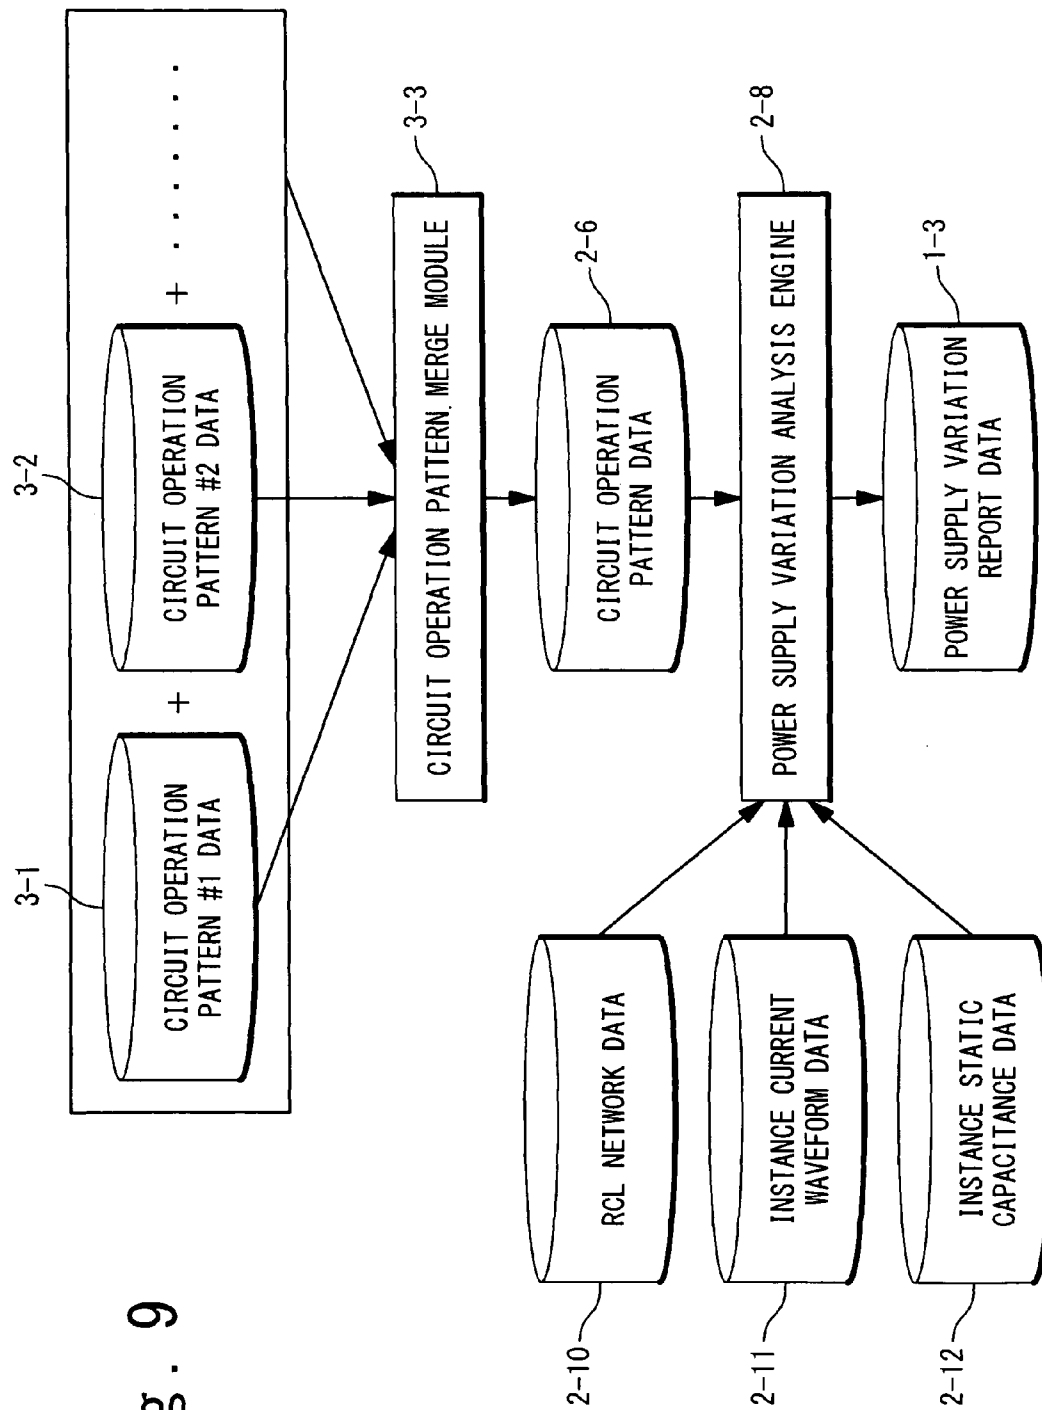 g. 9
3-1
3-2
CIRCUIT OPERATION
PATTERN #1 DATA
+
CIRCUIT OPERATION
PATTERN #2 DATA
+ . . . . . . .
3-3
CIRCUIT OPERATION PATTERN MERGE MODULE
2-6
CIRCUIT OPERATION
PATTERN DATA
2-10
RCL NETWORK DATA
2-8
POWER SUPPLY VARIATION ANALYSIS ENGINE
2-11
INSTANCE CURRENT
WAVEFORM DATA
2-12
INSTANCE STATIC
CAPACITANCE DATA
1-3
POWER SUPPLY VARIATION
REPORT DATA